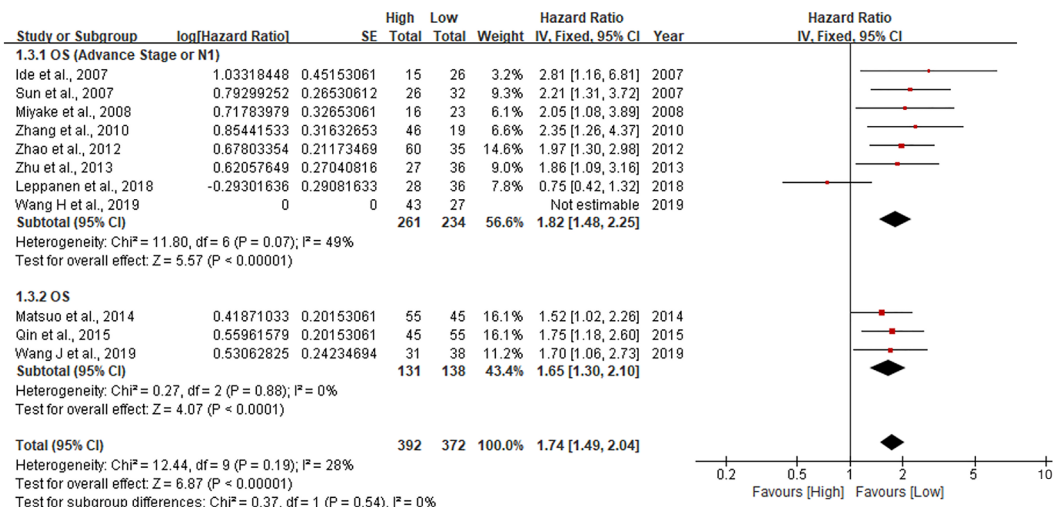 High Low Hazard Ratio Hazard Ratio
Study or Subgroup log[Hazard Ratio] SE Total Total Weight IV, Fixed, 95% CI Year IV, Fixed, 95% CI
1.3.1 OS (Advance Stage or N1)
Ide et al., 2007 1.03318448 0.45153061 15 26 3.2% 2.81 [1.16, 6.81] 2007
Sun et al., 2007 0.79299252 0.26530612 26 32 9.3% 2.21 [1.31, 3.72] 2007
Miyake et al., 2008 0.71783979 0.32653061 16 23 6.1% 2.05 [1.08, 3.89] 2008
Zhang et al., 2010 0.85441533 0.31632653 46 19 6.6% 2.35 [1.26, 4.37] 2010
Zhao et al., 2012 0.67803354 0.21173469 60 35 14.6% 1.97 [1.30, 2.98] 2012
Zhu et al., 2013 0.62057649 0.27040816 27 36 9.0% 1.86 [1.09, 3.16] 2013
Leppanen et al., 2018 -0.29301636 0.29081633 28 36 7.8% 0.75 [0.42, 1.32] 2018
Wang H et al., 2019 0 0 43 27 Not estimable 2019
Subtotal (95% CI) 261 234 56.6% 1.82 [1.48, 2.25]
Heterogeneity: Chi² = 11.80, df = 6 (P = 0.07); I² = 49%
Test for overall effect: Z = 5.57 (P < 0.00001)
1.3.2 OS
Matsuo et al., 2014 0.41871033 0.20153061 55 45 16.1% 1.52 [1.02, 2.26] 2014
Qin et al., 2015 0.55961579 0.20153061 45 55 16.1% 1.75 [1.18, 2.60] 2015
Wang J et al., 2019 0.53062825 0.24234694 31 38 11.2% 1.70 [1.06, 2.73] 2019
Subtotal (95% CI) 131 138 43.4% 1.65 [1.30, 2.10]
Heterogeneity: Chi² = 0.27, df = 2 (P = 0.88); I² = 0%
Test for overall effect: Z = 4.07 (P < 0.0001)
Total (95% CI) 392 372 100.0% 1.74 [1.49, 2.04]
Heterogeneity: Chi² = 12.44, df = 9 (P = 0.19); I² = 28%
Test for overall effect: Z = 6.87 (P < 0.00001)
Test for subgroup differences: Chi² = 0.37, df = 1 (P = 0.54), I² = 0%
0.2 0.5 1 2 5 10
Favours [High] Favours [Low]